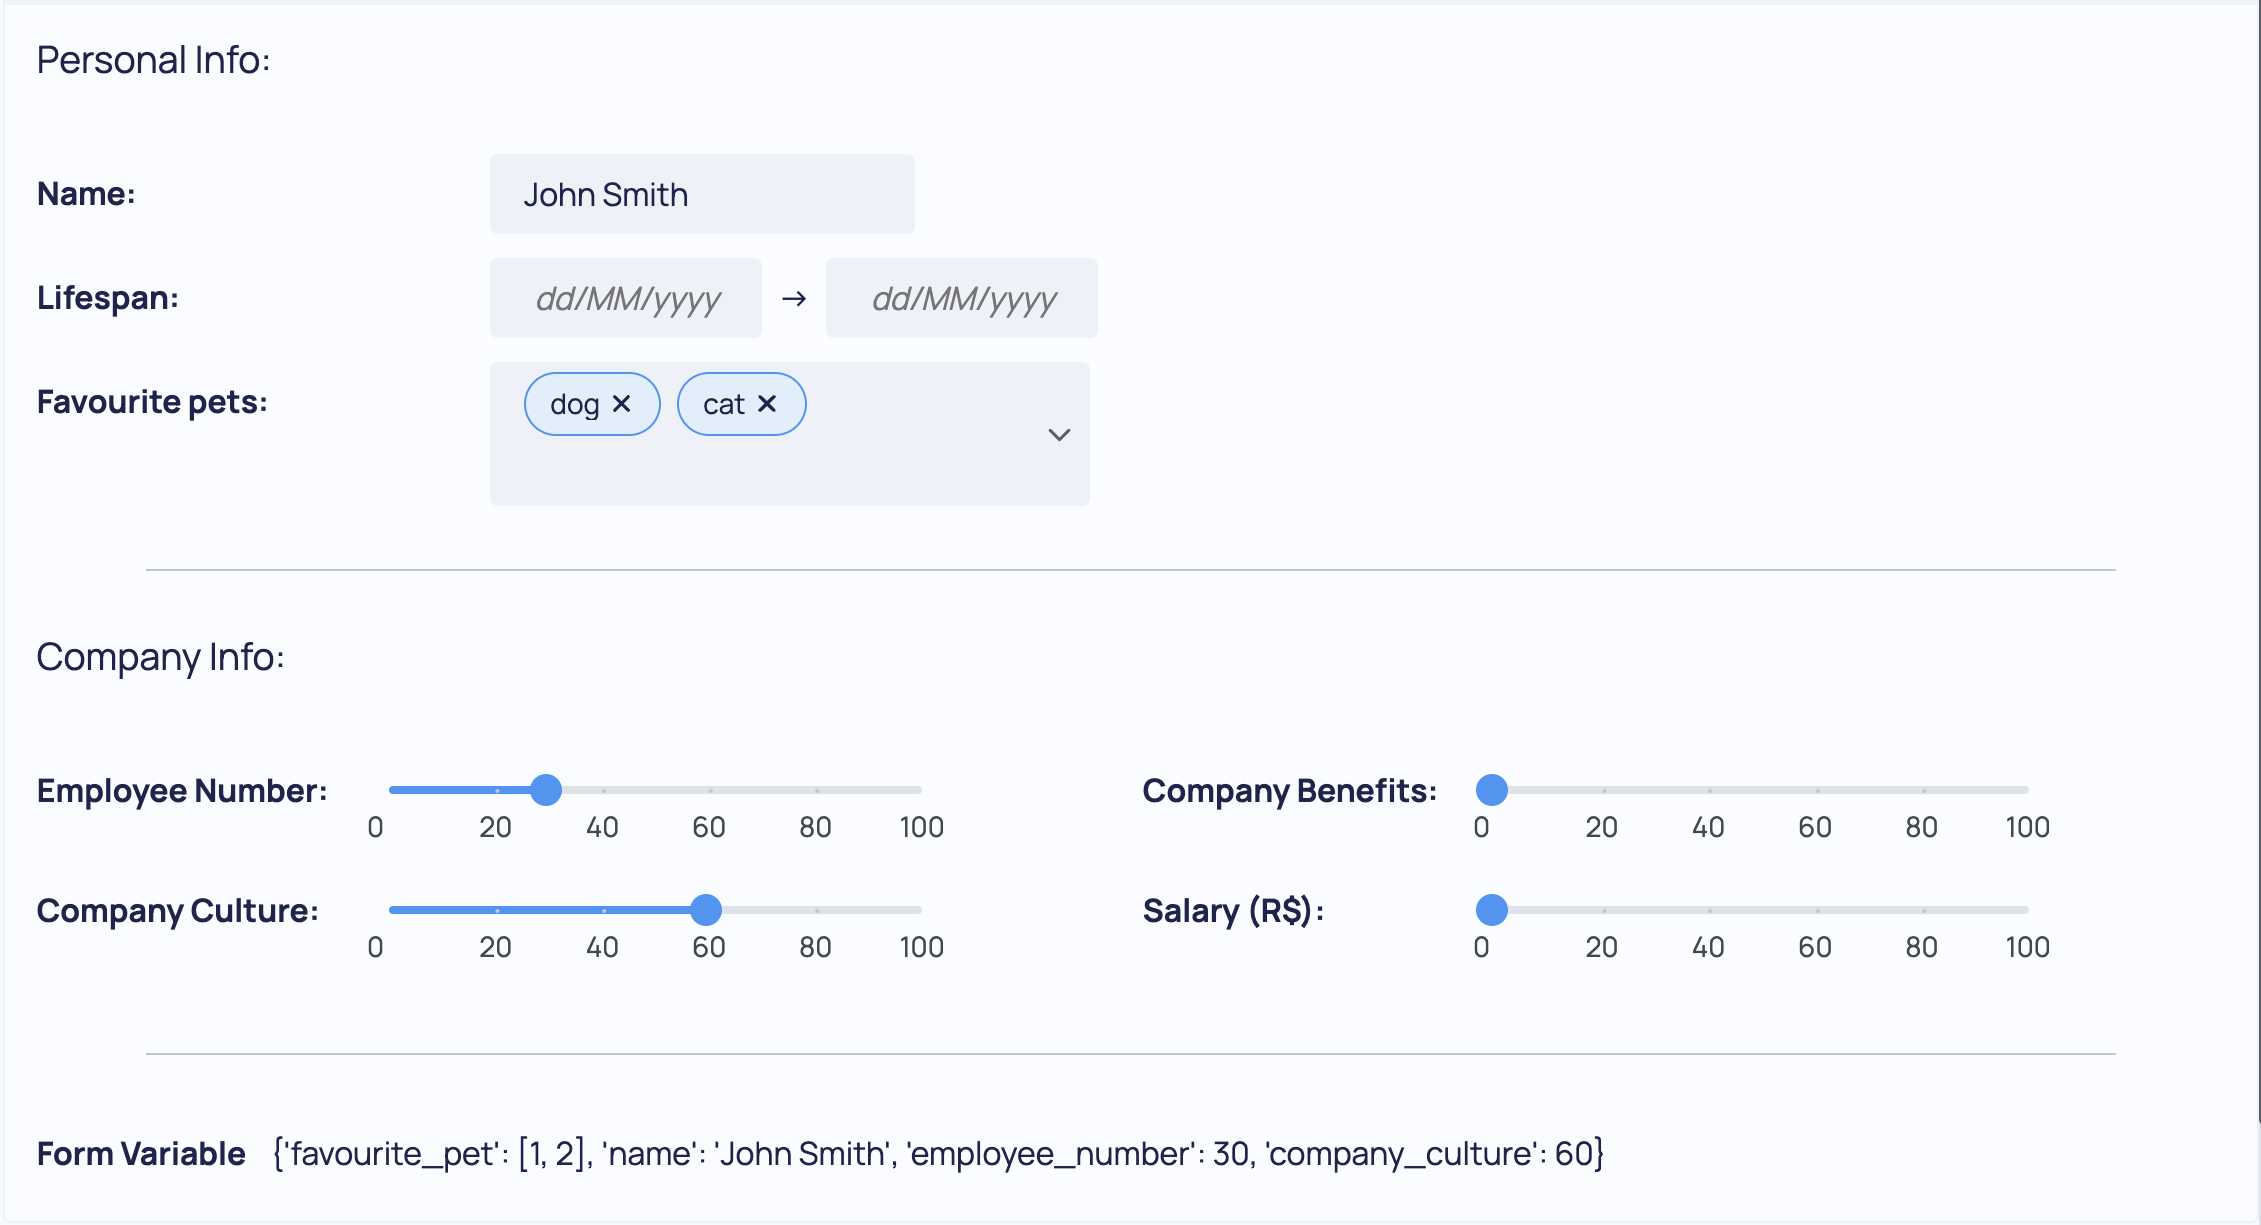 Personal Info:
Name: John Smith
Lifespan: dd/MM/yyyy → dd/MM/yyyy
Favourite pets: dog ✕ cat ✕
Company Info:
Employee Number:
0 20 40 60 80 100
Company Benefits:
0 20 40 60 80 100
Company Culture:
0 20 40 60 80 100
Salary (R$):
0 20 40 60 80 100
Form Variable {'favourite_pet': [1, 2], 'name': 'John Smith', 'employee_number': 30, 'company_culture': 60}